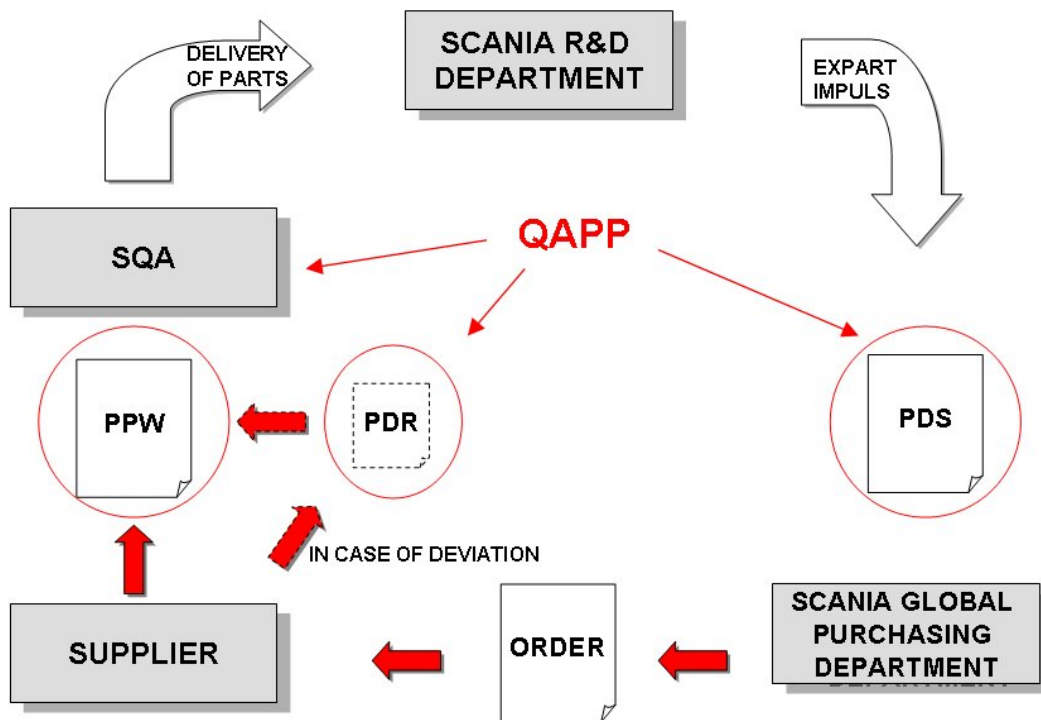 DELIVERY
OF PARTS
SCANIA R&D
DEPARTMENT
EXPART
IMPULS
SQA
QAPP
PPW
PDR
PDS
IN CASE OF DEVIATION
SUPPLIER
ORDER
SCANIA GLOBAL
PURCHASING
DEPARTMENT